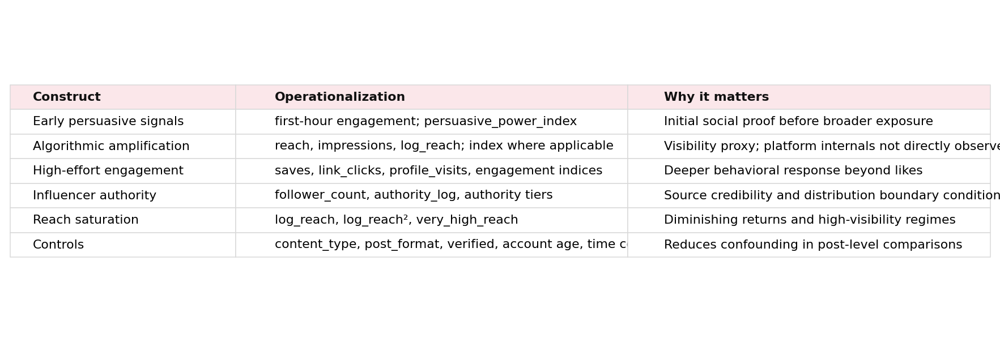 Construct Operationalization Why it matters
Early persuasive signals first-hour engagement; persuasive_power_index Initial social proof before broader exposure
Algorithmic amplification reach, impressions, log_reach; index where applicable Visibility proxy; platform internals not directly
High-effort engagement saves, link_clicks, profile_visits, engagement indices Deeper behavioral response beyond likes
Influencer authority follower_count, authority_log, authority tiers Source credibility and distribution boundary condition
Reach saturation log_reach, log_reach², very_high_reach Diminishing returns and high-visibility regimes
Controls content_type, post_format, verified, account age, time Reduces confounding in post-level comparisons